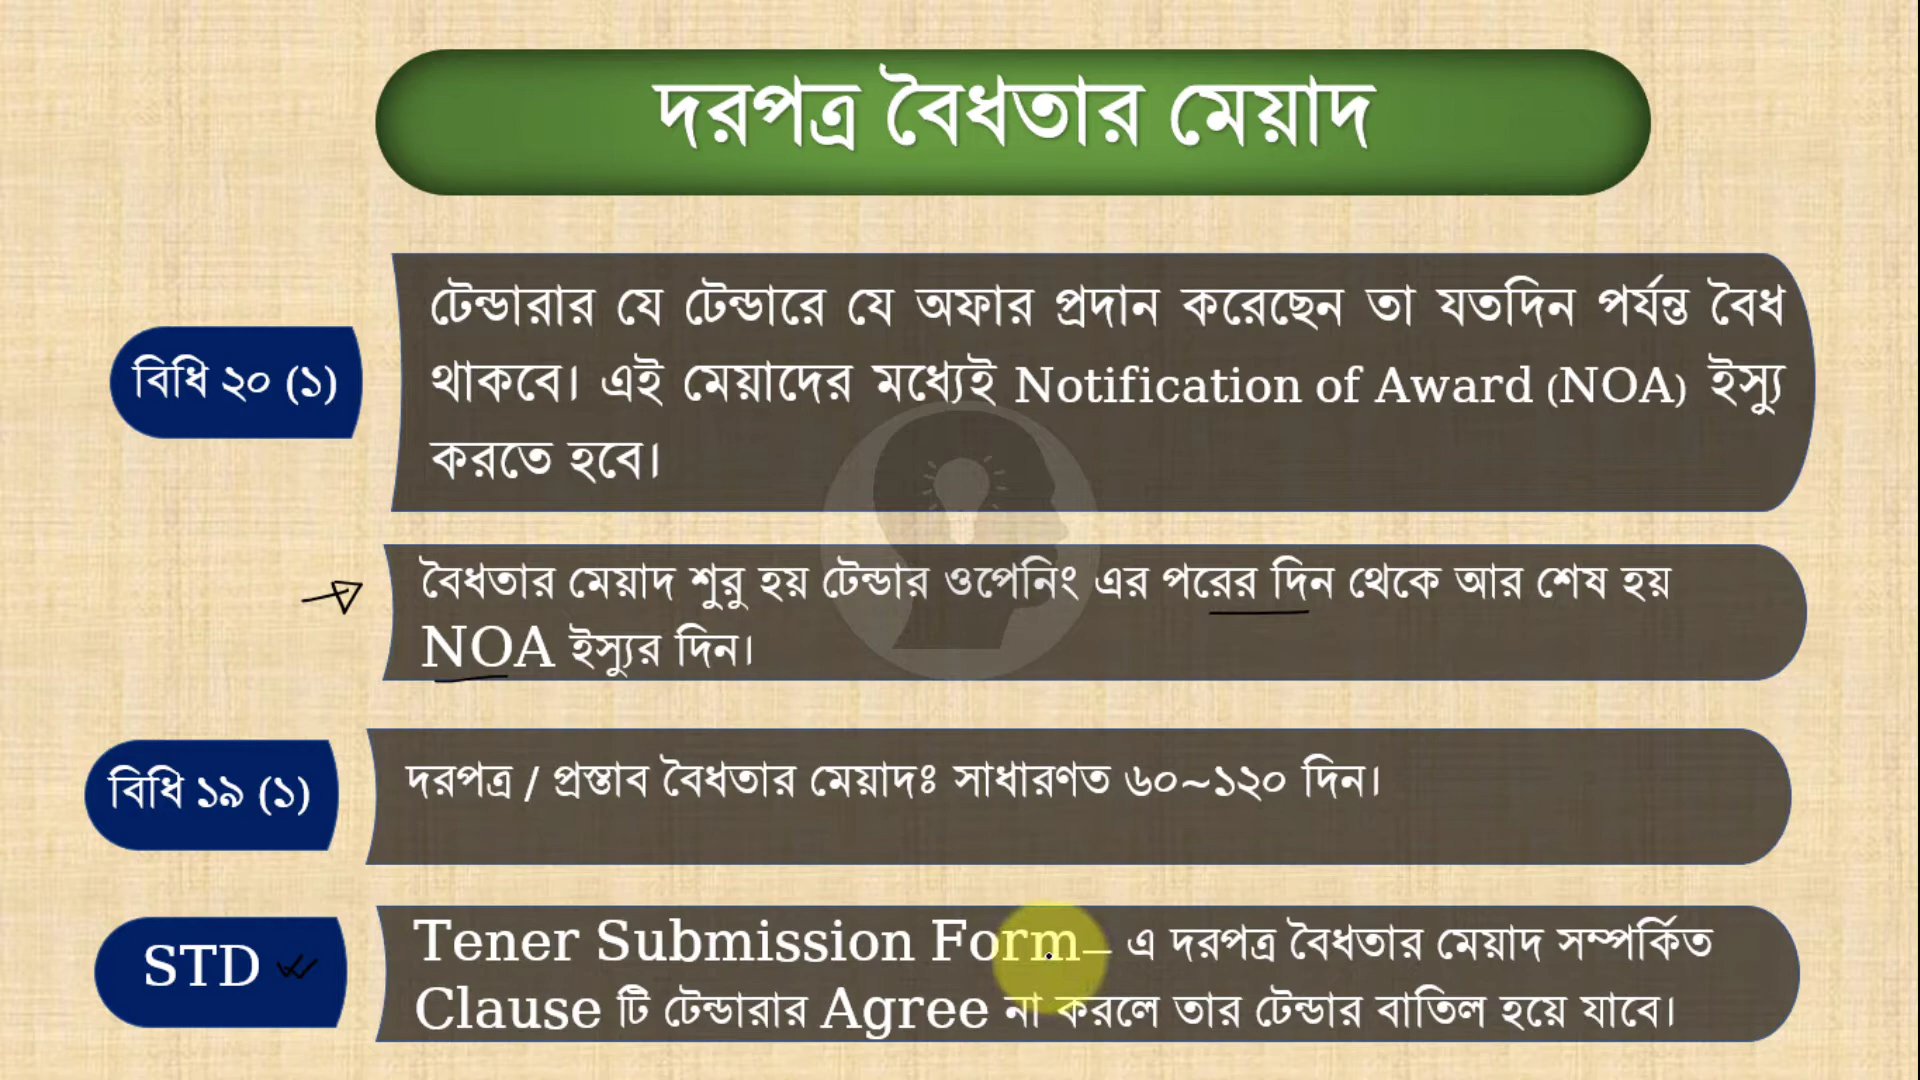 দরপত্র বৈধতার মেয়াদ
বিধি ২০ (১)
টেন্ডারার যে টেন্ডারে যে অফার প্রদান করেছেন তা যতদিন পর্যন্ত বৈধ
থাকবে। এই মেয়াদের মধ্যেই Notification of Award (NOA) ইস্যু
করতে হবে।
বৈধতার মেয়াদ শুরু হয় টেন্ডার ওপেনিং এর পরের দিন থেকে আর শেষ হয়
NOA ইস্যুর দিন।
বিধি ১৯ (১)
দরপত্র / প্রস্তাব বৈধতার মেয়াদঃ সাধারণত ৬০~১২০ দিন।
STD
Tener Submission Form– এ দরপত্র বৈধতার মেয়াদ সম্পর্কিত
Clause টি টেন্ডারার Agree না করলে তার টেন্ডার বাতিল হয়ে যাবে।